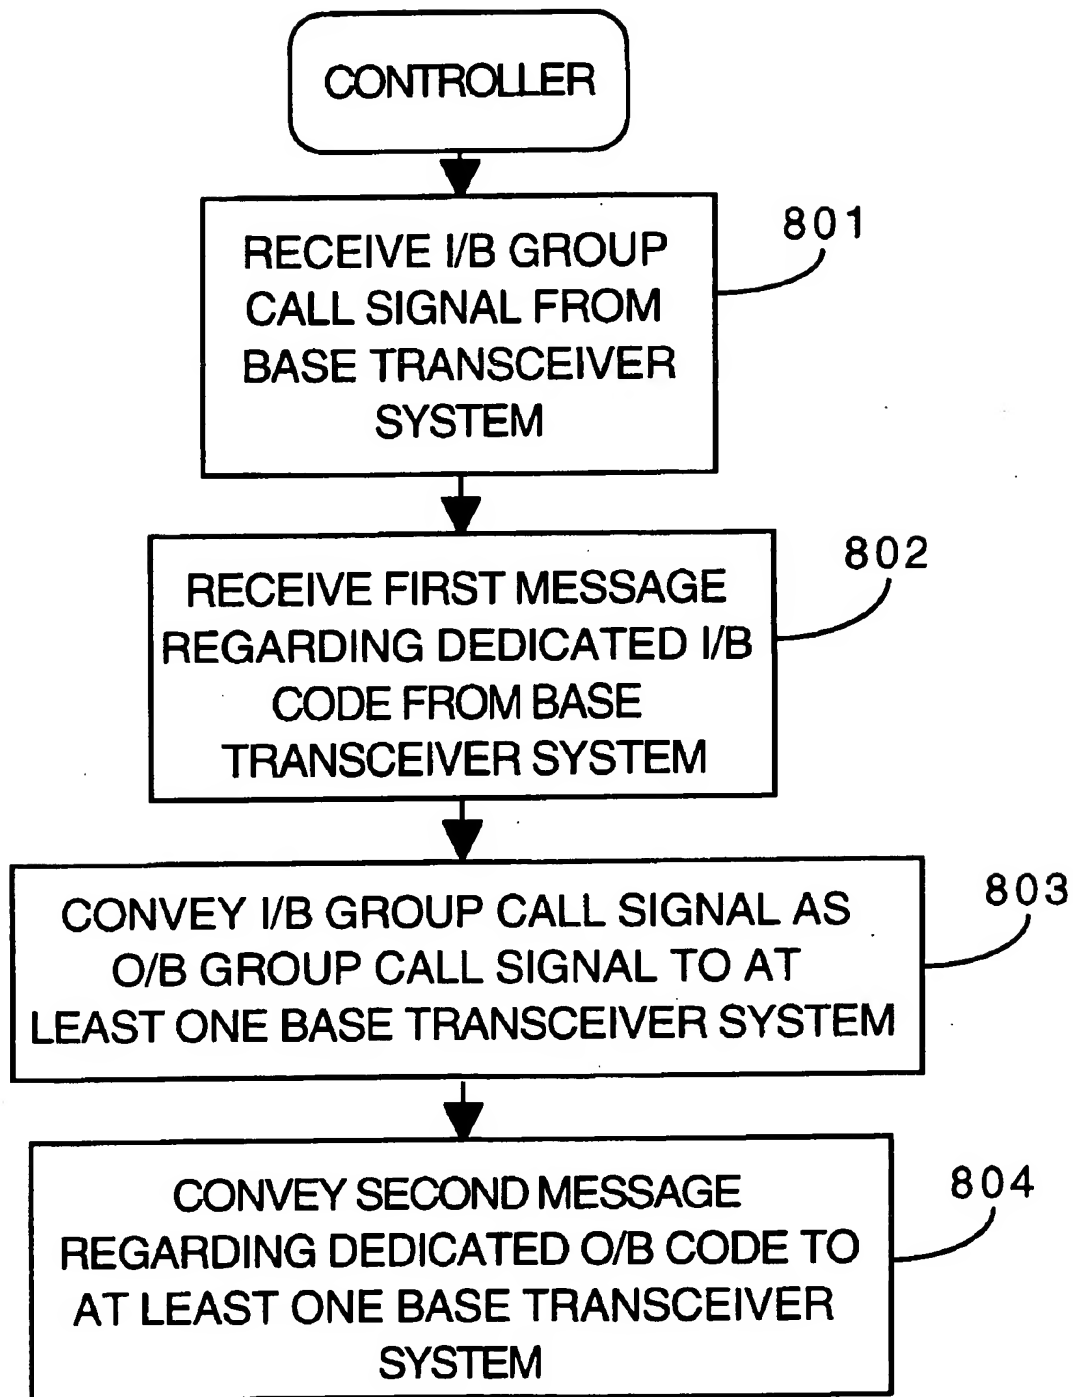 CONTROLLER
RECEIVE I/B GROUP
CALL SIGNAL FROM
BASE TRANSCEIVER
SYSTEM
801
RECEIVE FIRST MESSAGE
REGARDING DEDICATED I/B
CODE FROM BASE
TRANSCEIVER SYSTEM
802
CONVEY I/B GROUP CALL SIGNAL AS
O/B GROUP CALL SIGNAL TO AT
LEAST ONE BASE TRANSCEIVER SYSTEM
803
CONVEY SECOND MESSAGE
REGARDING DEDICATED O/B CODE TO
AT LEAST ONE BASE TRANSCEIVER
SYSTEM
804